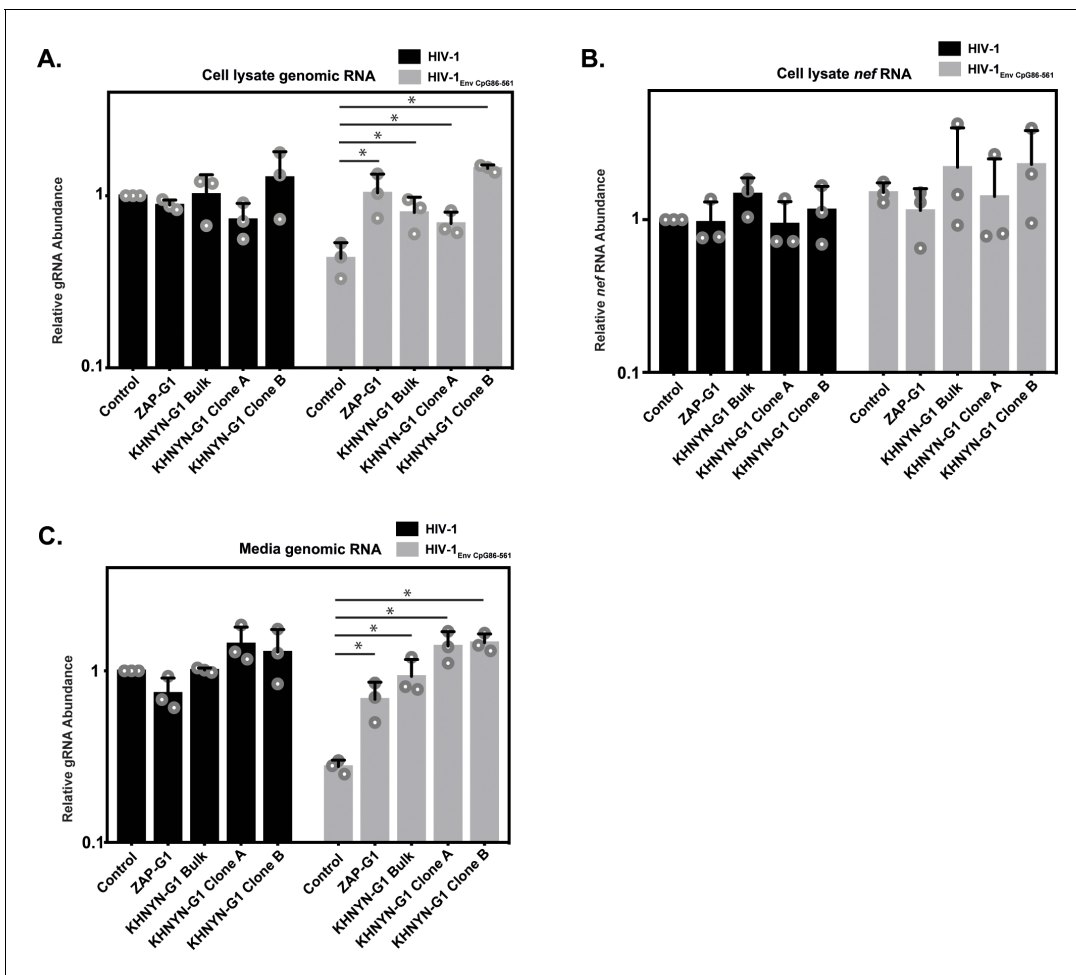 A.
HIV-1
HIV-1Env CpG86-561
Cell lysate genomic RNA
Relative gRNA Abundance
1
0.1
* 
*
*
*
Control
ZAP-G1
KHNYN-G1 Bulk
KHNYN-G1 Clone A
KHNYN-G1 Clone B
Control
ZAP-G1
KHNYN-G1 Bulk
KHNYN-G1 Clone A
KHNYN-G1 Clone B
B.
HIV-1
HIV-1Env CpG86-561
Cell lysate nef RNA
Relative nef RNA Abundance
1
0.1
Control
ZAP-G1
KHNYN-G1 Bulk
KHNYN-G1 Clone A
KHNYN-G1 Clone B
Control
ZAP-G1
KHNYN-G1 Bulk
KHNYN-G1 Clone A
KHNYN-G1 Clone B
C.
HIV-1
HIV-1Env CpG86-561
Media genomic RNA
Relative gRNA Abundance
1
0.1
*
*
*
*
Control
ZAP-G1
KHNYN-G1 Bulk
KHNYN-G1 Clone A
KHNYN-G1 Clone B
Control
ZAP-G1
KHNYN-G1 Bulk
KHNYN-G1 Clone A
KHNYN-G1 Clone B